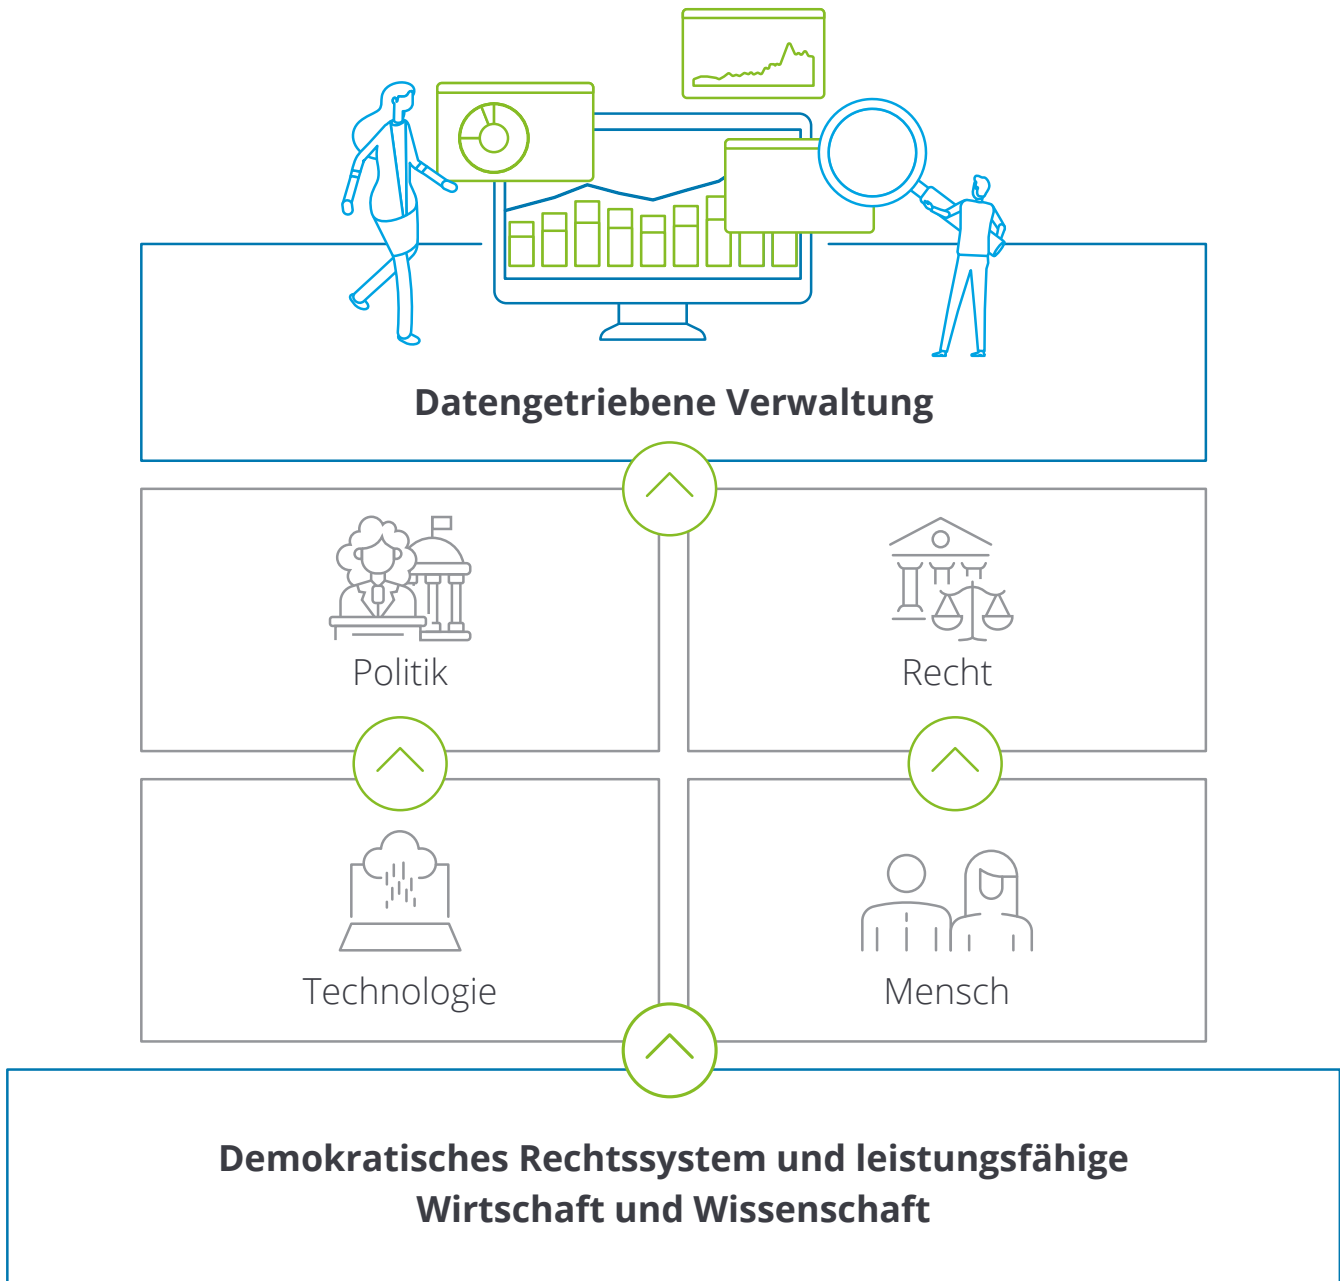 Datengetriebene Verwaltung
Politik
Recht
Technologie
Mensch
Demokratisches Rechtssystem und leistungsfähige
Wirtschaft und Wissenschaft